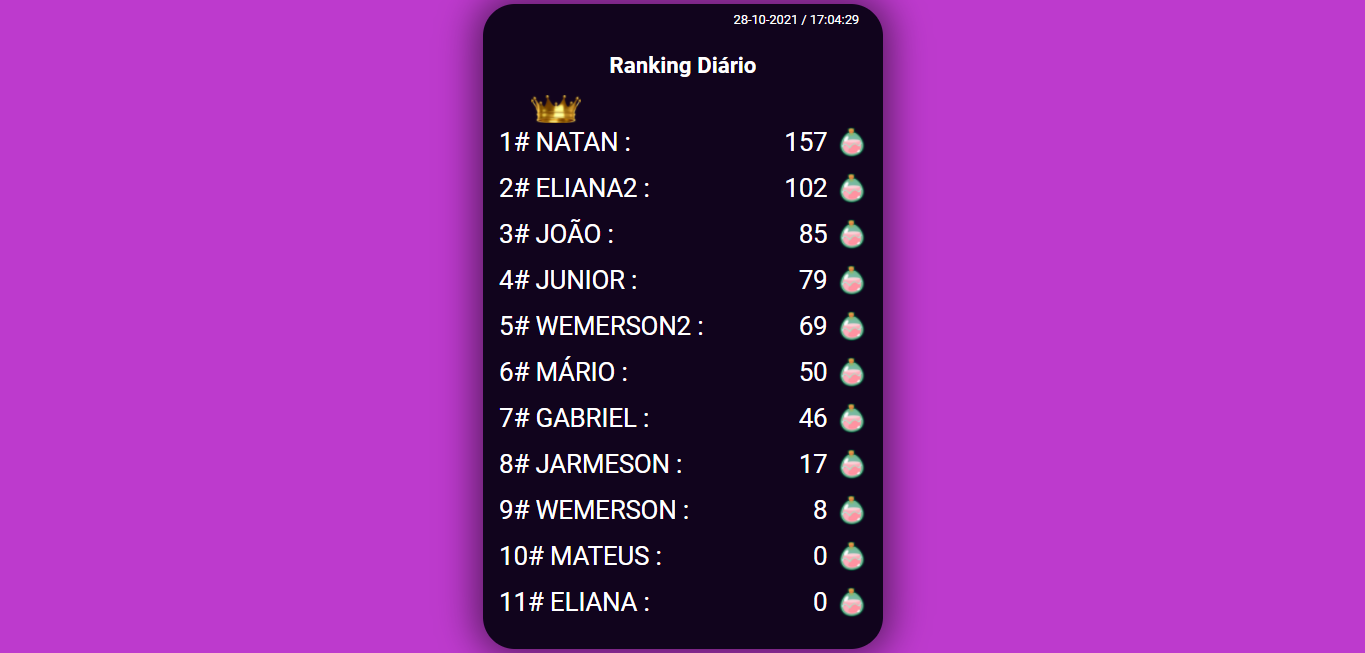 28-10-2021 / 17:04:29
Ranking Diário
1# NATAN : 157
2# ELIANA2 : 102
3# JOÃO : 85
4# JUNIOR : 79
5# WEMERSON2 : 69
6# MÁRIO : 50
7# GABRIEL : 46
8# JARMESON : 17
9# WEMERSON : 8
10# MATEUS : 0
11# ELIANA : 0